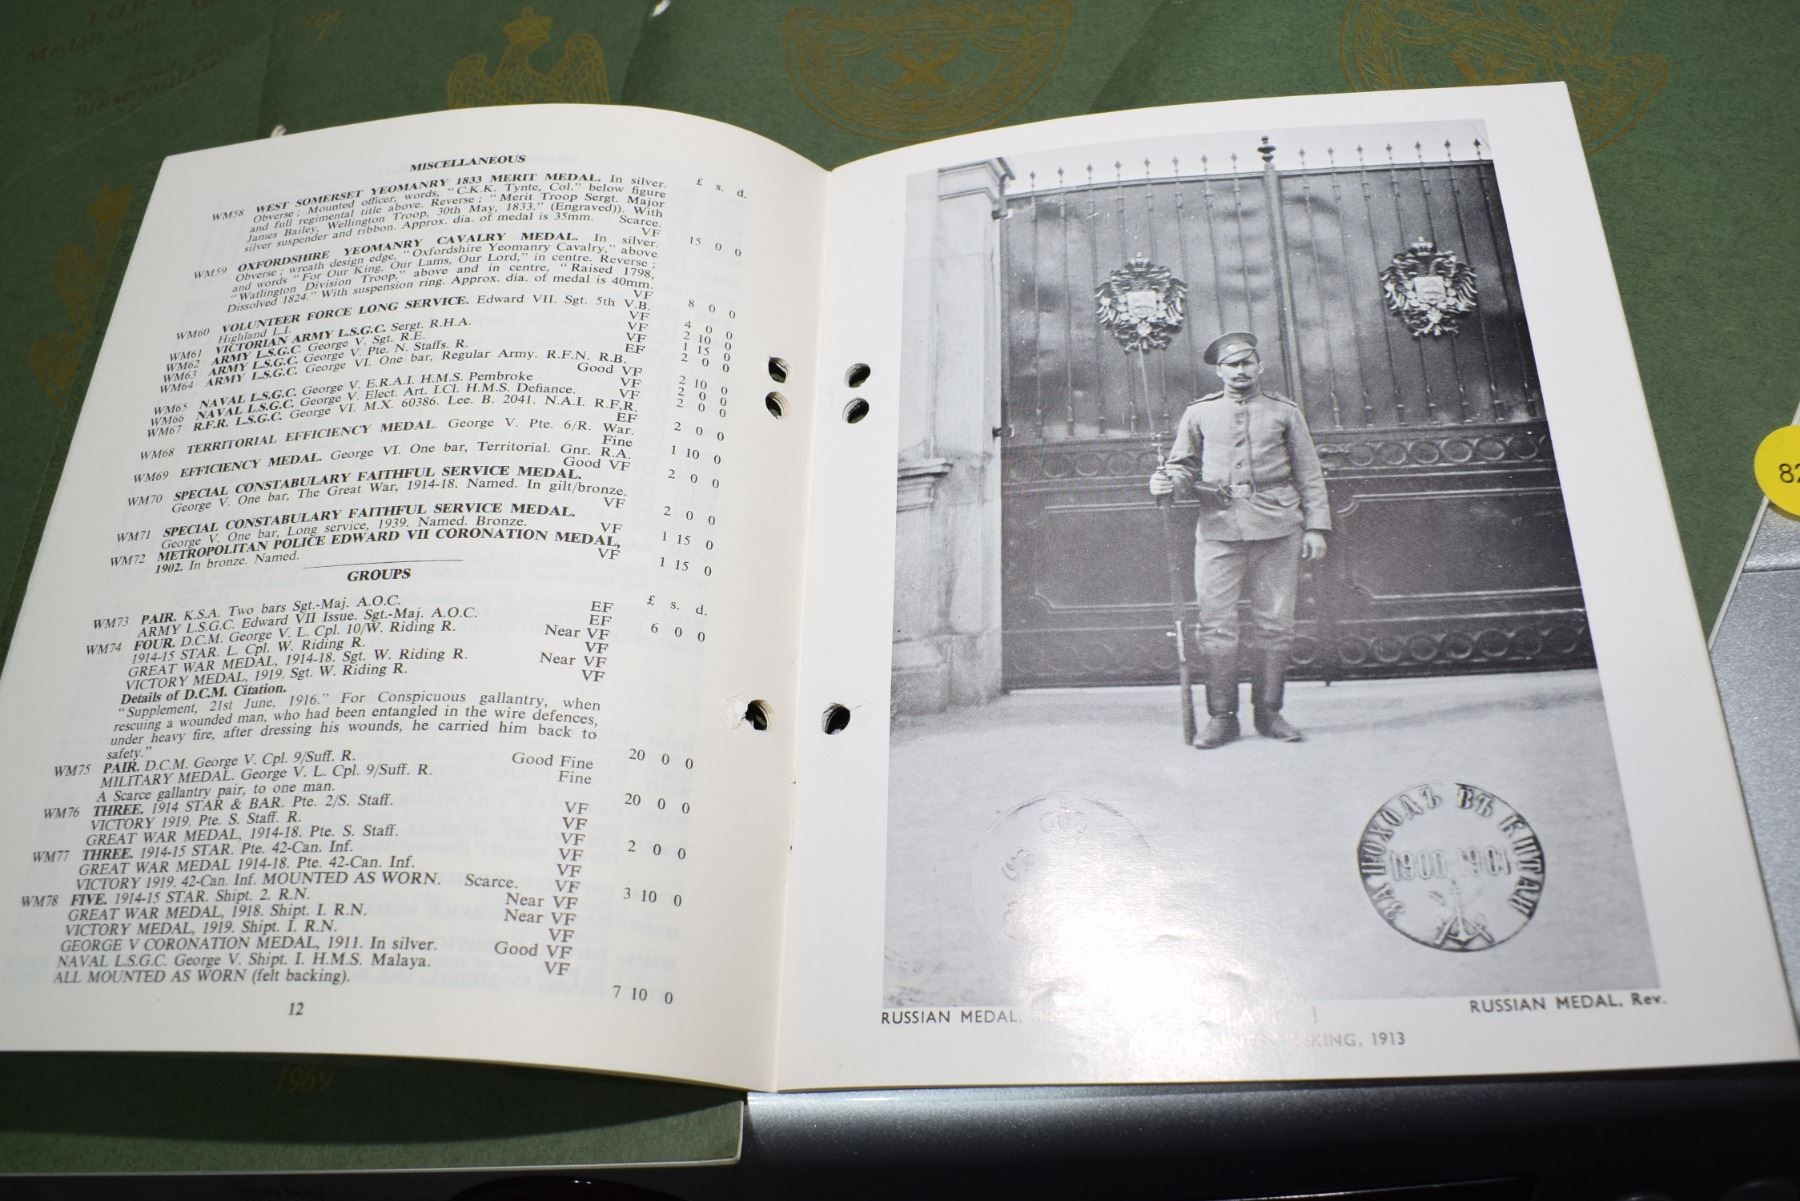 MISCELLANEOUS
£ s. d.
WM58 WEST SOMERSET YEOMANRY 1833 MERIT MEDAL. In silver.
Obverse; Mounted officer, words, "C.K.K. Tynte, Col." below figure
and full regimental title above. Reverse; "Merit Troop Sergt. Major
James Bailey, Wellington Troop, 30th May, 1833." (Engraved)). With
silver suspender and ribbon. Approx. dia. of medal is 35mm. Scarce.
VF 15 0 0
WM59 OXFORDSHIRE YEOMANRY CAVALRY MEDAL. In silver.
Obverse; wreath design edge, "Oxfordshire Yeomanry Cavalry," above
and words "For Our King, Our Lams, Our Lord," in centre. Reverse;
"Watlington Division Troop," above and in centre, "Raised 1798,
Dissolved 1824." With suspension ring. Approx. dia. of medal is 40mm.
VF 8 0 0
WM60 VOLUNTEER FORCE LONG SERVICE. Edward VII. Sgt. 5th V.B.
Highland L.I. VF 4 0 0
WM61 VICTORIAN ARMY L.S.G.C. Sergt. R.H.A. VF 2 10 0
WM62 ARMY L.S.G.C. George V. Sgt. R.E. VF 1 15 0
WM63 ARMY L.S.G.C. George V. Pte. N. Staffs. R. EF 2 0 0
WM64 ARMY L.S.G.C. George VI. One bar, Regular Army. R.F.N. R.B.
Good VF 2 10 0
WM65 NAVAL L.S.G.C. George V. E.R.A.I. H.M.S. Pembroke VF 2 0 0
WM66 NAVAL L.S.G.C. George V. Elect. Art. I.Cl. H.M.S. Defiance. VF 2 0 0
WM67 R.F.R. L.S.G.C. George VI. M.X. 60386. Lee. B. 2041. N.A.I. R.F.R.
EF 2 0 0
WM68 TERRITORIAL EFFICIENCY MEDAL. George V. Pte. 6/R. War.
Fine 1 10 0
WM69 EFFICIENCY MEDAL. George VI. One bar, Territorial. Gnr. R.A.
Good VF 2 0 0
WM70 SPECIAL CONSTABULARY FAITHFUL SERVICE MEDAL.
George V. One bar, The Great War, 1914-18. Named. In gilt/bronze.
VF 2 0 0
WM71 SPECIAL CONSTABULARY FAITHFUL SERVICE MEDAL.
George V. One bar, Long service, 1939. Named. Bronze. VF 1 15 0
WM72 METROPOLITAN POLICE EDWARD VII CORONATION MEDAL,
1902. In bronze. Named. VF 1 15 0
GROUPS
£ s. d.
WM73 PAIR. K.S.A. Two bars Sgt.-Maj. A.O.C. EF
ARMY L.S.G.C. Edward VII Issue. Sgt.-Maj. A.O.C. EF 6 0 0
WM74 FOUR. D.C.M. George V. L. Cpl. 10/W. Riding R. Near VF
1914-15 STAR. L. Cpl. W. Riding R. VF
GREAT WAR MEDAL, 1914-18. Sgt. W. Riding R. Near VF
VICTORY MEDAL, 1919. Sgt. W. Riding R. VF
Details of D.C.M. Citation.
"Supplement, 21st June, 1916." For Conspicuous gallantry, when
rescuing a wounded man, who had been entangled in the wire defences,
under heavy fire, after dressing his wounds, he carried him back to
safety." 20 0 0
WM75 PAIR. D.C.M. George V. Cpl. 9/Suff. R. Good Fine
MILITARY MEDAL. George V. L. Cpl. 9/Suff. R. Fine
A Scarce gallantry pair, to one man. 20 0 0
WM76 THREE. 1914 STAR & BAR. Pte. 2/S. Staff. VF
VICTORY 1919. Pte. S. Staff. R. VF
GREAT WAR MEDAL, 1914-18. Pte. S. Staff. VF 2 0 0
WM77 THREE. 1914-15 STAR. Pte. 42-Can. Inf. VF
GREAT WAR MEDAL 1914-18. Pte. 42-Can. Inf. VF
VICTORY 1919. 42-Can. Inf. MOUNTED AS WORN. Scarce. VF 3 10 0
WM78 FIVE. 1914-15 STAR. Shipt. 2. R.N. Near VF
GREAT WAR MEDAL, 1918. Shipt. I. R.N. Near VF
VICTORY MEDAL, 1919. Shipt. I. R.N. VF
GEORGE V CORONATION MEDAL, 1911. In silver. Good VF
NAVAL L.S.G.C. George V. Shipt. I. H.M.S. Malaya. VF
ALL MOUNTED AS WORN (felt backing). 7 10 0
12
ЗА ПОХОДЪ ВЪ КИТАЙ
1900 1901
RUSSIAN MEDAL,
RUSSIAN MEDAL, Rev.
1913
BIRMINGHAM
1969
82